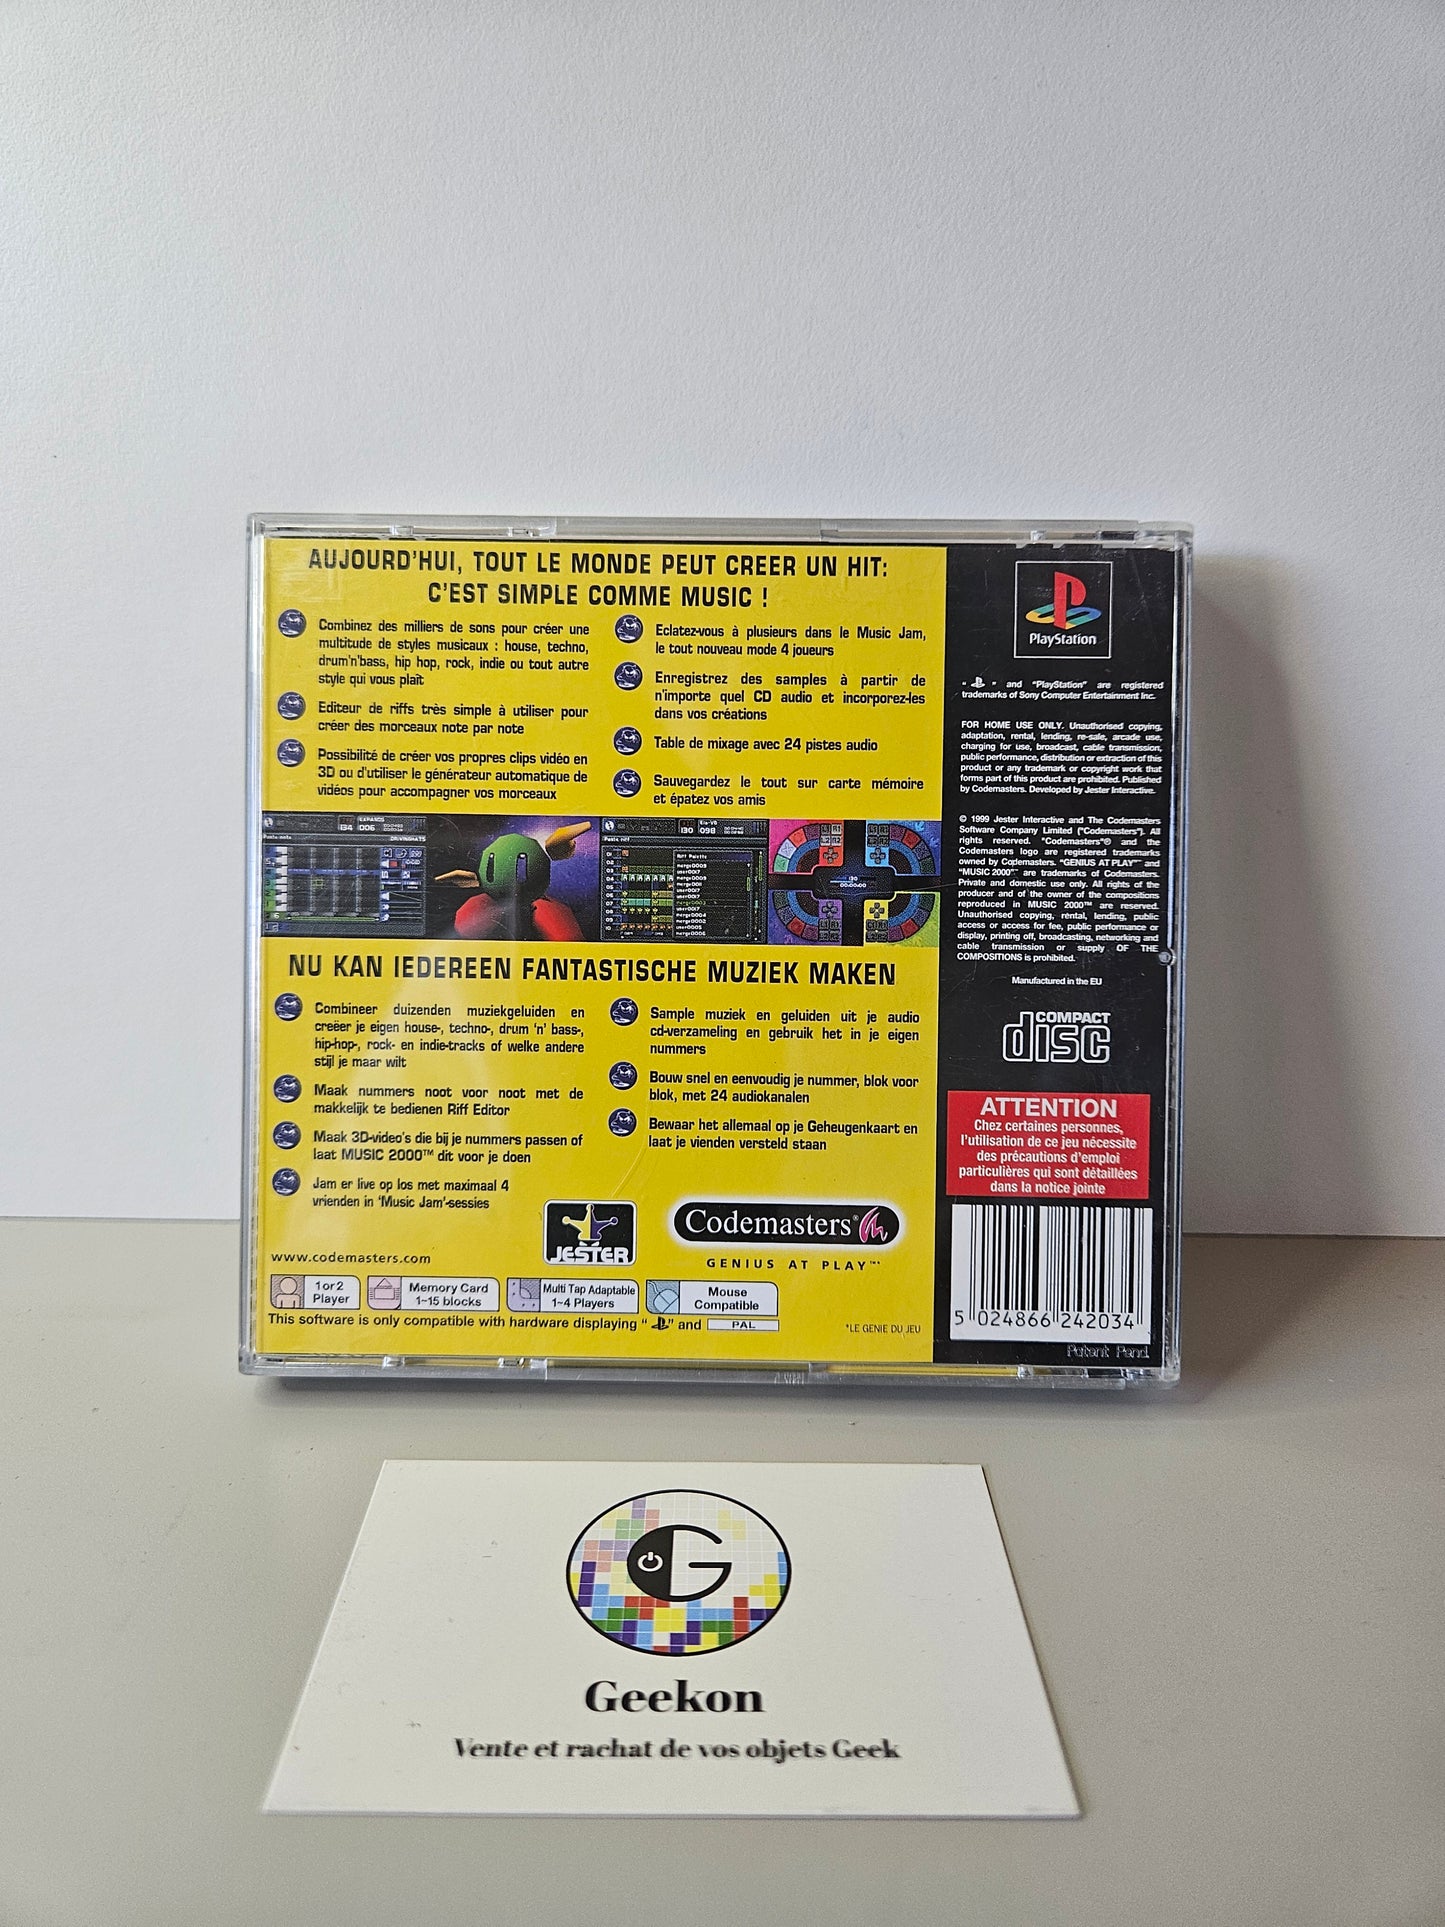 AUJOURD'HUI, TOUT LE MONDE PEUT CREER UN HIT:
C'EST SIMPLE COMME MUSIC !
Combinez des milliers de sons pour créer une
multitude de styles musicaux : house, techno,
drum'n'bass, hip hop, rock, indie ou tout autre
style qui vous plaît
Editeur de riffs très simple à utiliser pour
créer des morceaux note par note
Possibilité de créer vos propres clips vidéo en
3D ou d'utiliser le générateur automatique de
vidéos pour accompagner vos morceaux
Eclatez-vous à plusieurs dans le Music Jam,
le tout nouveau mode 4 joueurs
Enregistrez des samples à partir de
n'importe quel CD audio et incorporez-les
dans vos créations
Table de mixage avec 24 pistes audio
Sauvegardez le tout sur carte mémoire
et épatez vos amis
NU KAN IEDEREEN FANTASTISCHE MUZIEK MAKEN
Combineer duizenden muziekgeluiden en
creëer je eigen house-, techno-, drum 'n' bass-,
hip-hop-, rock- en indie-tracks of welke andere
stijl je maar wilt
Maak nummers noot voor noot met de
makkelijk te bedienen Riff Editor
Maak 3D-video's die bij je nummers passen of
laat MUSIC 2000™ dit voor je doen
Jam er live op los met maximaal 4
vrienden in 'Music Jam'-sessies
Sample muziek en geluiden uit je audio
cd-verzameling en gebruik het in je eigen
nummers
Bouw snel en eenvoudig je nummer, blok voor
blok, met 24 audiokanalen
Bewaar het allemaal op je Geheugenkaart en
laat je vienden versteld staan
www.codemasters.com
JESTER
Codemasters®
GENIUS AT PLAY™*
1 or 2
Player
Memory Card
1~15 blocks
Multi Tap Adaptable
1~4 Players
Mouse
Compatible
This software is only compatible with hardware displaying " " and PAL
*LE GENIE DU JEU
PlayStation
" " and "PlayStation" are registered
trademarks of Sony Computer Entertainment Inc.
FOR HOME USE ONLY. Unauthorised copying,
adaptation, rental, lending, re-sale, arcade use,
charging for use, broadcast, cable transmission,
public performance, distribution or extraction of this
product or any trademark or copyright work that
forms part of this product are prohibited. Published
by Codemasters. Developed by Jester Interactive.
© 1999 Jester Interactive and The Codemasters
Software Company Limited ("Codemasters"). All
rights reserved. "Codemasters"® and the
Codemasters logo are registered trademarks
owned by Codemasters. "GENIUS AT PLAY" and
"MUSIC 2000"™ are trademarks of Codemasters.
Private and domestic use only. All rights of the
producer and of the owner of the compositions
reproduced in MUSIC 2000™ are reserved.
Unauthorised copying, rental, lending, public
access or access for fee, public performance or
display, printing off, broadcasting, networking and
cable transmission or supply OF THE
COMPOSITIONS is prohibited.
Manufactured in the EU
COMPACT
disc
ATTENTION
Chez certaines personnes,
l'utilisation de ce jeu nécessite
des précautions d'emploi
particulières qui sont détaillées
dans la notice jointe
5 024866 242034
Patent Pend.
G
Geekon
Vente et rachat de vos objets Geek